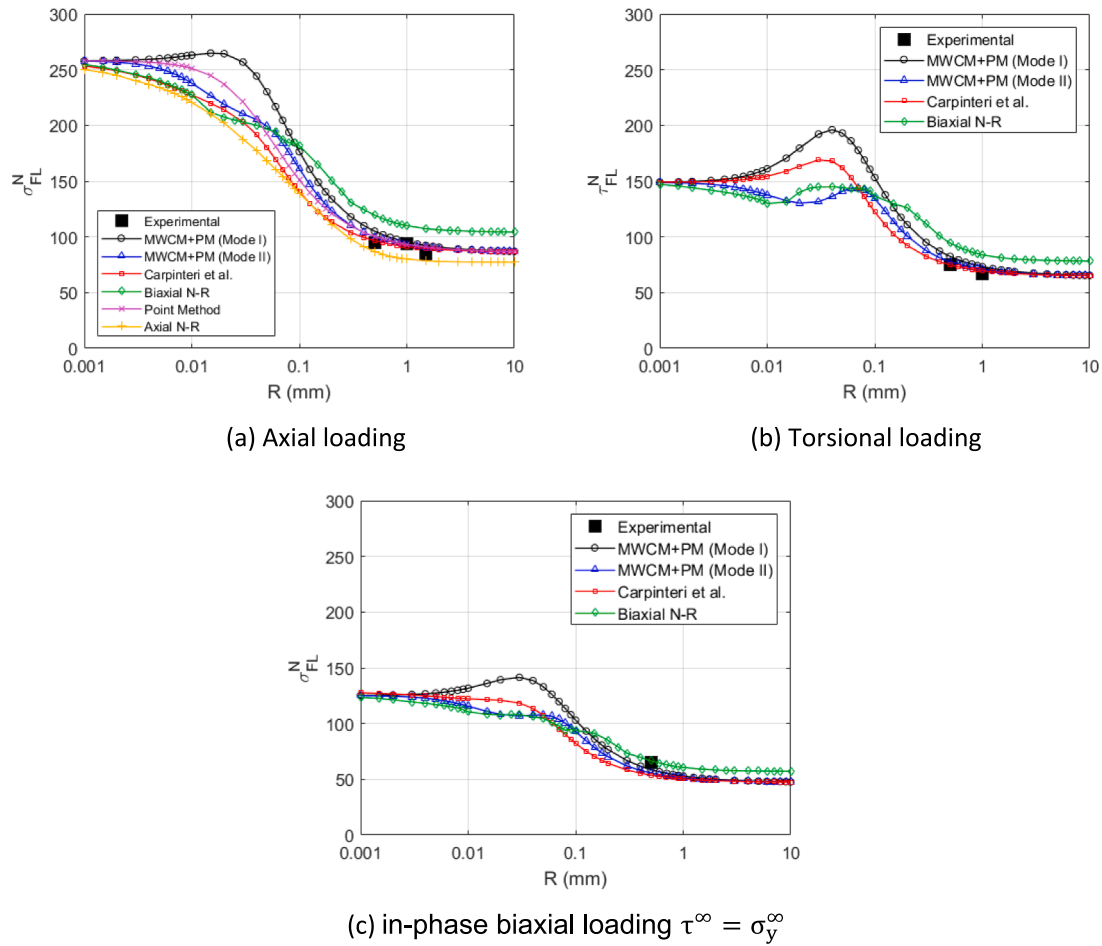 300
250
200
150
100
50
0
σ^N_FL
Experimental
MWCM+PM (Mode I)
MWCM+PM (Mode II)
Carpinteri et al.
Biaxial N-R
Point Method
Axial N-R
0.001 0.01 0.1 1 10
R (mm)
(a) Axial loading
300
250
200
150
100
50
0
τ^N_FL
Experimental
MWCM+PM (Mode I)
MWCM+PM (Mode II)
Carpinteri et al.
Biaxial N-R
0.001 0.01 0.1 1 10
R (mm)
(b) Torsional loading
300
250
200
150
100
50
0
σ^N_FL
Experimental
MWCM+PM (Mode I)
MWCM+PM (Mode II)
Carpinteri et al.
Biaxial N-R
0.001 0.01 0.1 1 10
R (mm)
(c) in-phase biaxial loading τ^∞ = σ_y^∞